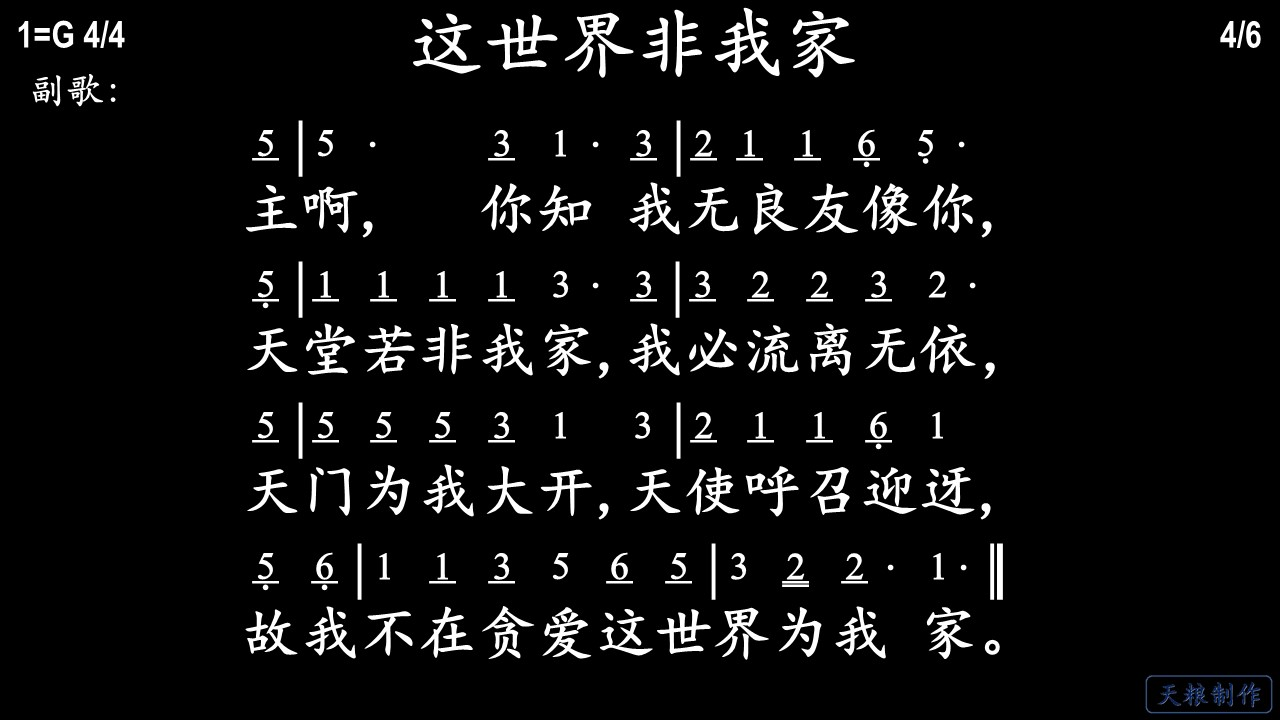 1=G 4/4
这世界非我家
4/6
副歌：
5 | 5 · 3 1 · 3 | 2 1 1 6 5 ·
主啊, 你知 我无良友像你,
5 | 1 1 1 1 3 · 3 | 3 2 2 3 2 ·
天堂若非我家, 我必流离无依,
5 | 5 5 5 3 1 3 | 2 1 1 6 1
天门为我大开, 天使呼召迎迓,
5 6 | 1 1 3 5 6 5 | 3 2 2 · 1 · ‖
故我不在贪爱这世界为我 家。
天粮制作